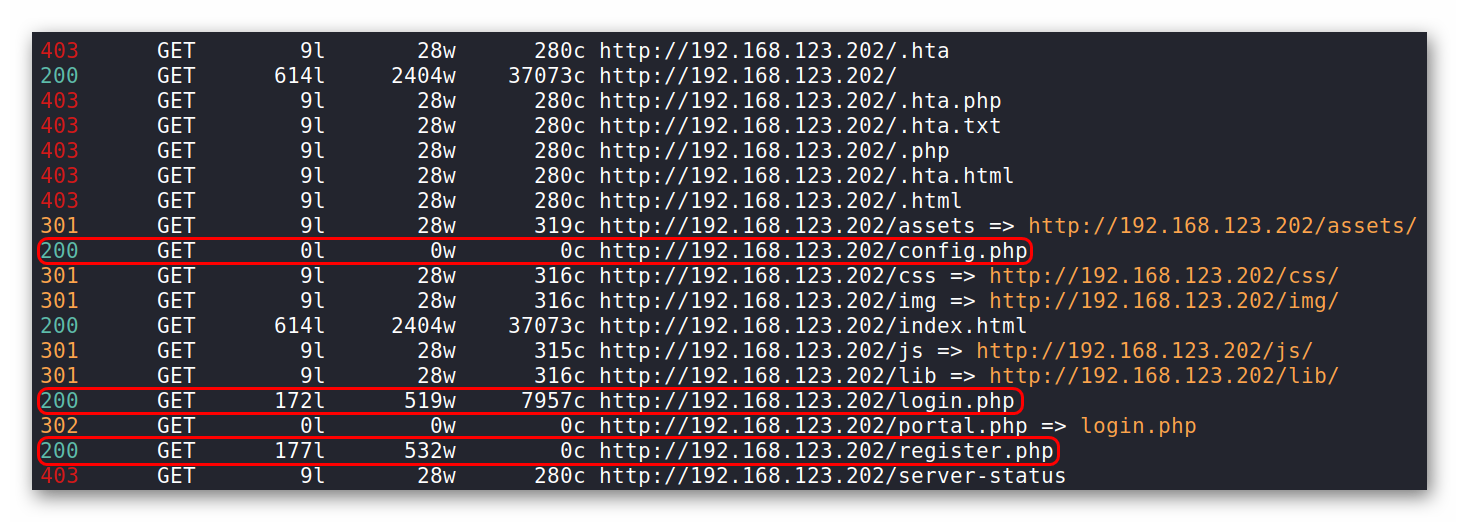 403 GET 9l 28w 280c http://192.168.123.202/.hta
200 GET 614l 2404w 37073c http://192.168.123.202/
403 GET 9l 28w 280c http://192.168.123.202/.hta.php
403 GET 9l 28w 280c http://192.168.123.202/.hta.txt
403 GET 9l 28w 280c http://192.168.123.202/.php
403 GET 9l 28w 280c http://192.168.123.202/.hta.html
403 GET 9l 28w 280c http://192.168.123.202/.html
301 GET 9l 28w 319c http://192.168.123.202/assets => http://192.168.123.202/assets/
200 GET 0l 0w 0c http://192.168.123.202/config.php
301 GET 9l 28w 316c http://192.168.123.202/css => http://192.168.123.202/css/
301 GET 9l 28w 316c http://192.168.123.202/img => http://192.168.123.202/img/
200 GET 614l 2404w 37073c http://192.168.123.202/index.html
301 GET 9l 28w 315c http://192.168.123.202/js => http://192.168.123.202/js/
301 GET 9l 28w 316c http://192.168.123.202/lib => http://192.168.123.202/lib/
200 GET 172l 519w 7957c http://192.168.123.202/login.php
302 GET 0l 0w 0c http://192.168.123.202/portal.php => login.php
200 GET 177l 532w 0c http://192.168.123.202/register.php
403 GET 9l 28w 280c http://192.168.123.202/server-status